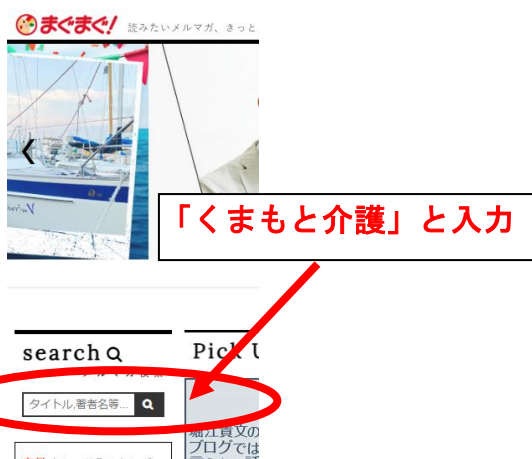 まぐまぐ!
読みたいメルマガ、きっと
「くまもと介護」と入力
search
Pick U
タイトル,著者名等...
堀江貴文の
ブログでは